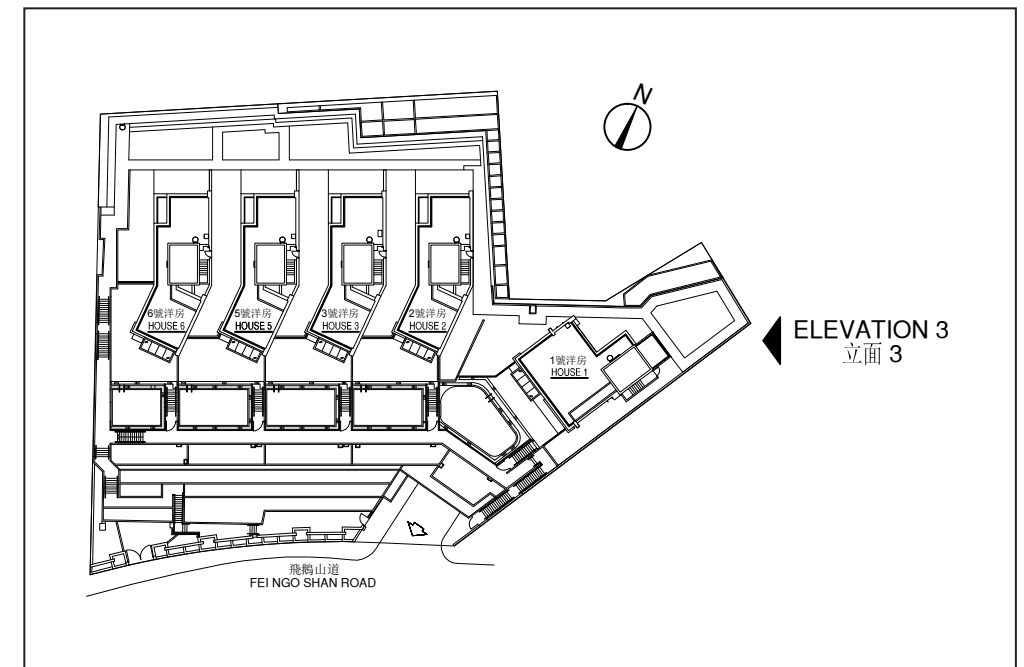 N
6號洋房
HOUSE 6
5號洋房
HOUSE 5
3號洋房
HOUSE 3
2號洋房
HOUSE 2
1號洋房
HOUSE 1
ELEVATION 3
立面 3
飛鵝山道
FEI NGO SHAN ROAD